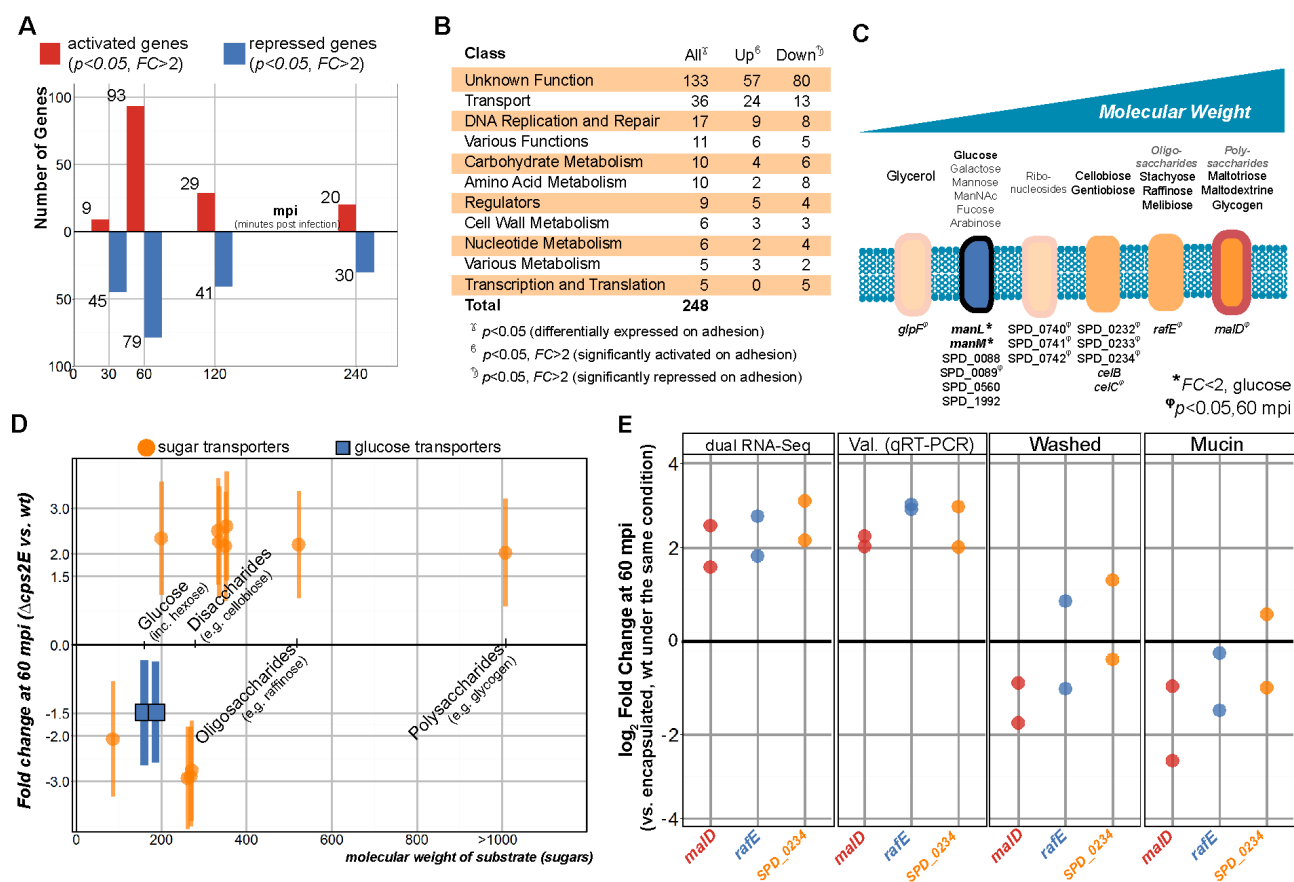 A
activated genes
(p<0.05, FC>2)
repressed genes
(p<0.05, FC>2)
Number of Genes
100
50
0
50
100
9
93
29
20
45
79
41
30
mpi
(minutes post infection)
0
30
60
120
240
B
Class All Up Down
Unknown Function 133 57 80
Transport 36 24 13
DNA Replication and Repair 17 9 8
Various Functions 11 6 5
Carbohydrate Metabolism 10 4 6
Amino Acid Metabolism 10 2 8
Regulators 9 5 4
Cell Wall Metabolism 6 3 3
Nucleotide Metabolism 6 2 4
Various Metabolism 5 3 2
Transcription and Translation 5 0 5
Total 248
p<0.05 (differentially expressed on adhesion)
p<0.05, FC>2 (significantly activated on adhesion)
p<0.05, FC>2 (significantly repressed on adhesion)
C
Molecular Weight
Glycerol
Glucose
Galactose
Mannose
ManNAc
Fucose
Arabinose
Ribo-
nucleosides
Cellobiose
Gentiobiose
Oligo-
saccharides
Stachyose
Raffinose
Melibiose
Poly-
saccharides
Maltotriose
Maltodextrine
Glycogen
glpFᵠ
manL*
manM*
SPD_0088
SPD_0089ᵠ
SPD_0560
SPD_1992
SPD_0740ᵠ
SPD_0741ᵠ
SPD_0742ᵠ
SPD_0232ᵠ
SPD_0233ᵠ
SPD_0234ᵠ
celB
celCᵠ
rafEᵠ
malDᵠ
*FC<2, glucose
ᵠp<0.05,60 mpi
D
sugar transporters
glucose transporters
Fold change at 60 mpi (Δcps2E vs. wt)
3.0
2.0
1.5
0.0
-1.5
-2.0
-3.0
Glucose
(inc. hexose)
Disaccharides
(e.g. cellobiose)
Oligosaccharides
(e.g. raffinose)
Polysaccharides
(e.g. glycogen)
0
200
400
600
800
>1000
molecular weight of substrate (sugars)
E
dual RNA-Seq
Val. (qRT-PCR)
Washed
Mucin
log₂ Fold Change at 60 mpi
(vs. encapsulated, wt under the same condition)
4
2
0
-2
-4
malD
rafE
SPD_0234
malD
rafE
SPD_0234
malD
rafE
SPD_0234
malD
rafE
SPD_0234